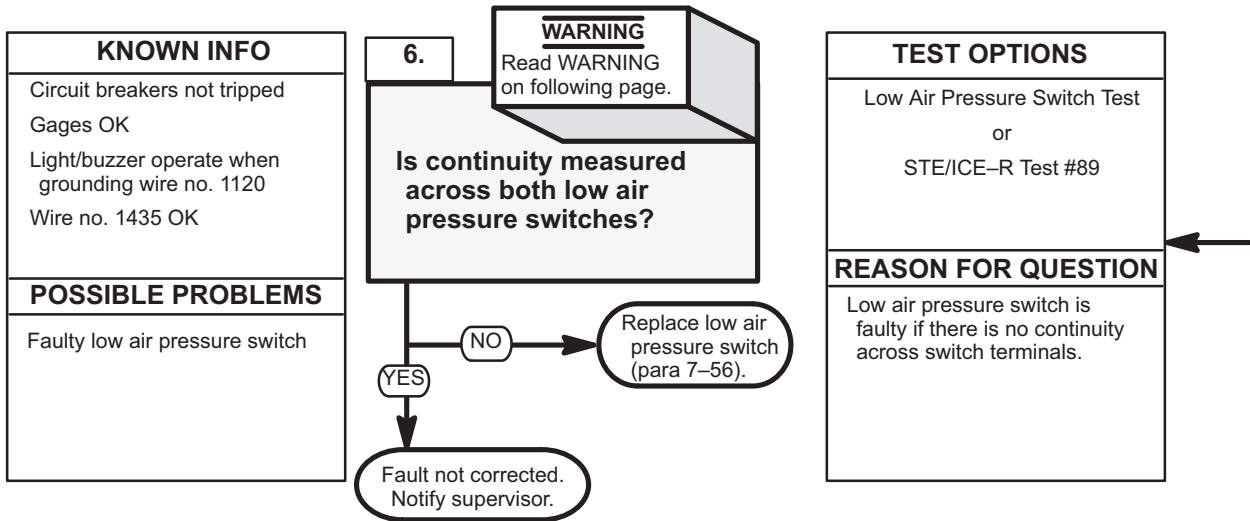 KNOWN INFO
Circuit breakers not tripped
Gages OK
Light/buzzer operate when
grounding wire no. 1120
Wire no. 1435 OK
POSSIBLE PROBLEMS
Faulty low air pressure switch
6.
WARNING
Read WARNING
on following page.
Is continuity measured
across both low air
pressure switches?
NO
Replace low air
pressure switch
(para 7–56).
YES
Fault not corrected.
Notify supervisor.
TEST OPTIONS
Low Air Pressure Switch Test
or
STE/ICE–R Test #89
REASON FOR QUESTION
Low air pressure switch is
faulty if there is no continuity
across switch terminals.